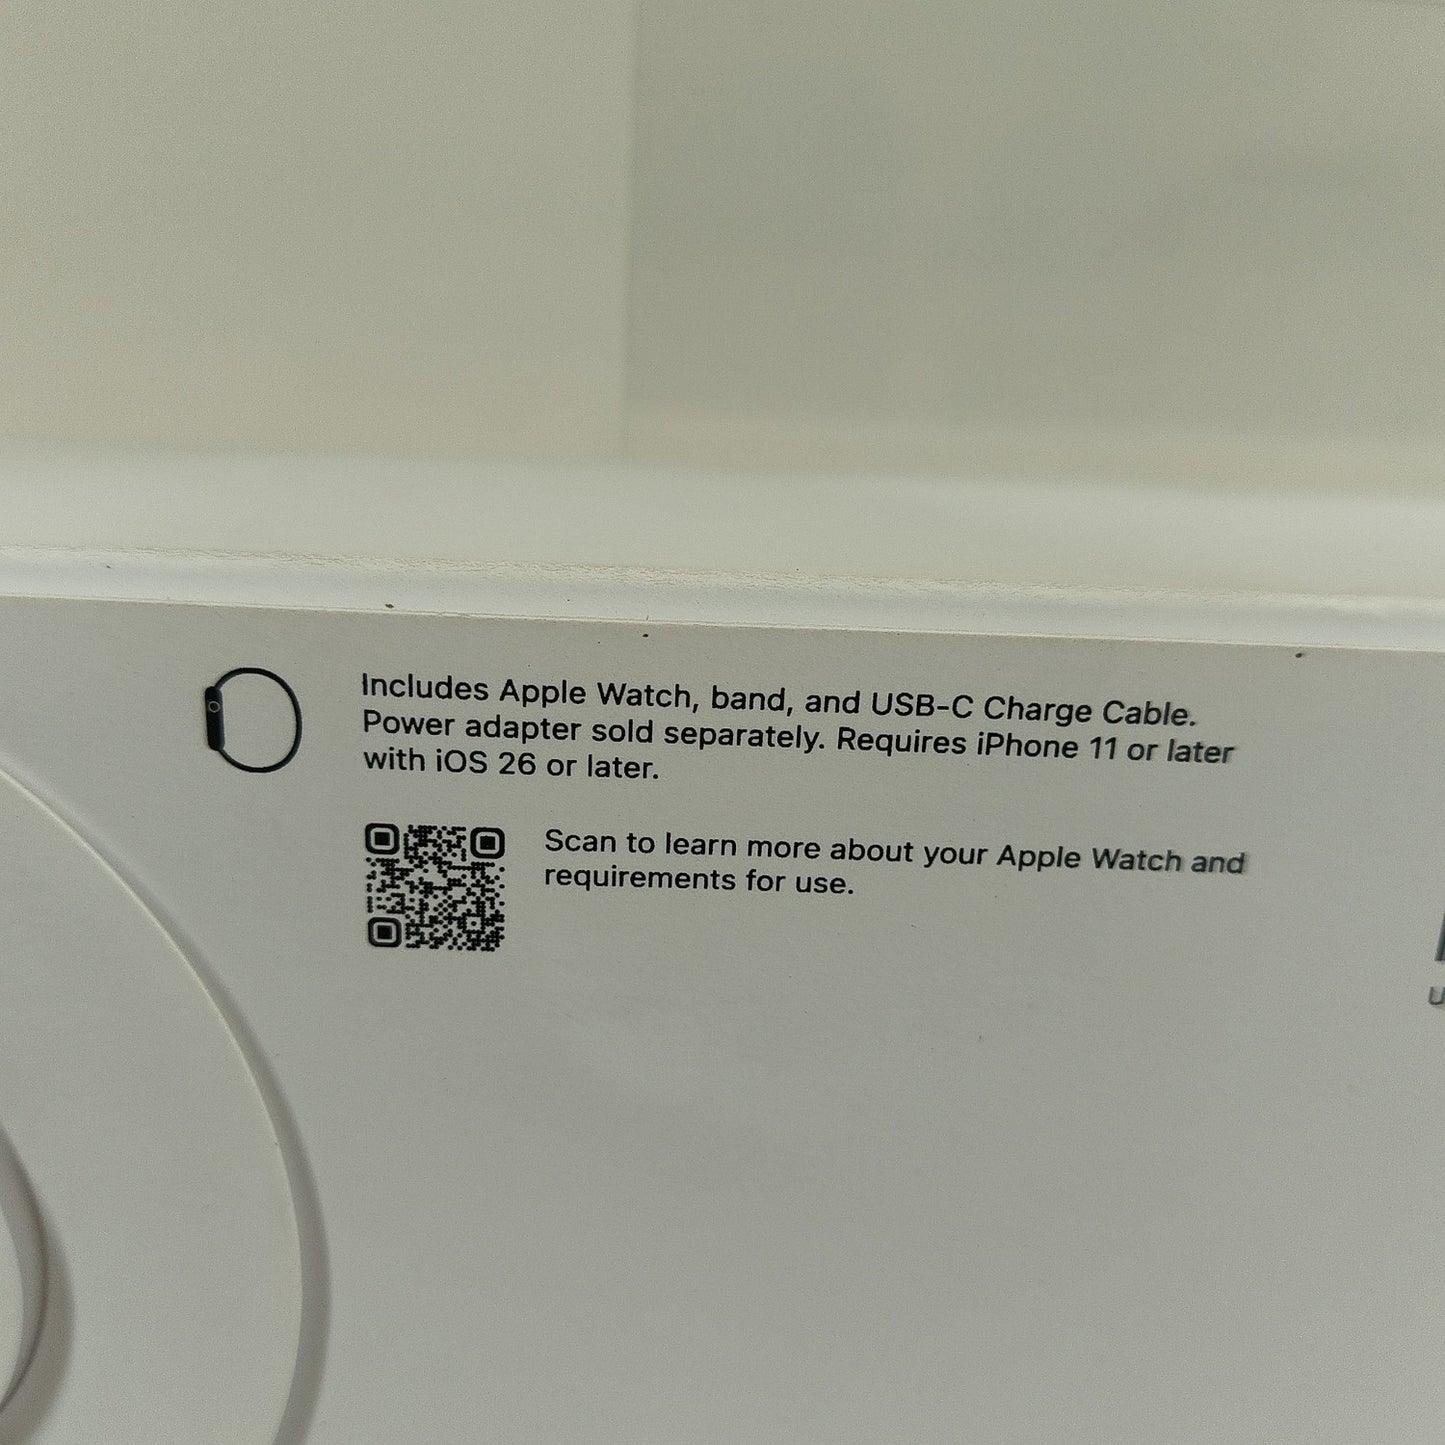 Includes Apple Watch, band, and USB-C Charge Cable.
Power adapter sold separately. Requires iPhone 11 or later
with iOS 26 or later.
Scan to learn more about your Apple Watch and
requirements for use.